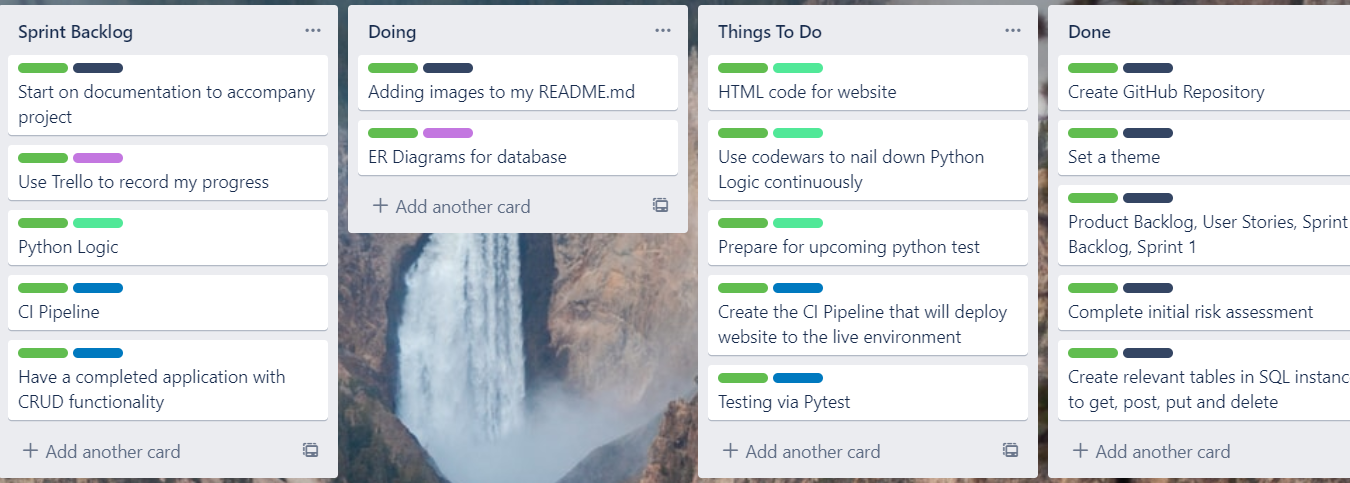 Sprint Backlog
Start on documentation to accompany
project
Use Trello to record my progress
Python Logic
CI Pipeline
Have a completed application with
CRUD functionality
Add another card
Doing
Adding images to my README.md
ER Diagrams for database
Add another card
Things To Do
HTML code for website
Use codewars to nail down Python
Logic continuously
Prepare for upcoming python test
Create the CI Pipeline that will deploy
website to the live environment
Testing via Pytest
Add another card
Done
Create GitHub Repository
Set a theme
Product Backlog, User Stories, Sprint
Backlog, Sprint 1
Complete initial risk assessment
Create relevant tables in SQL instanc
to get, post, put and delete
Add another card